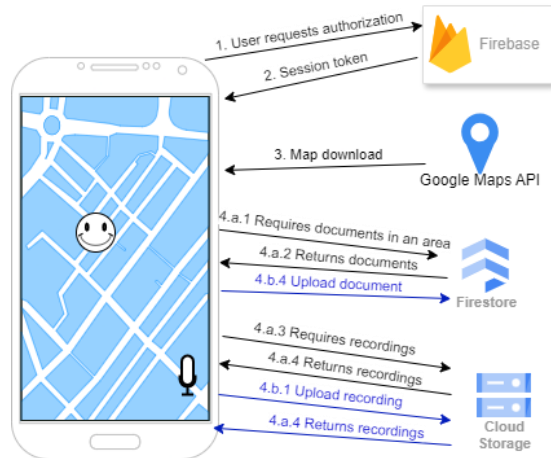 1. User requests authorization
Firebase
2. Session token
3. Map download
Google Maps API
4.a.1 Requires documents in an area
4.a.2 Returns documents
4.b.4 Upload document
Firestore
4.a.3 Requires recordings
4.a.4 Returns recordings
4.b.1 Upload recording
4.a.4 Returns recordings
Cloud
Storage